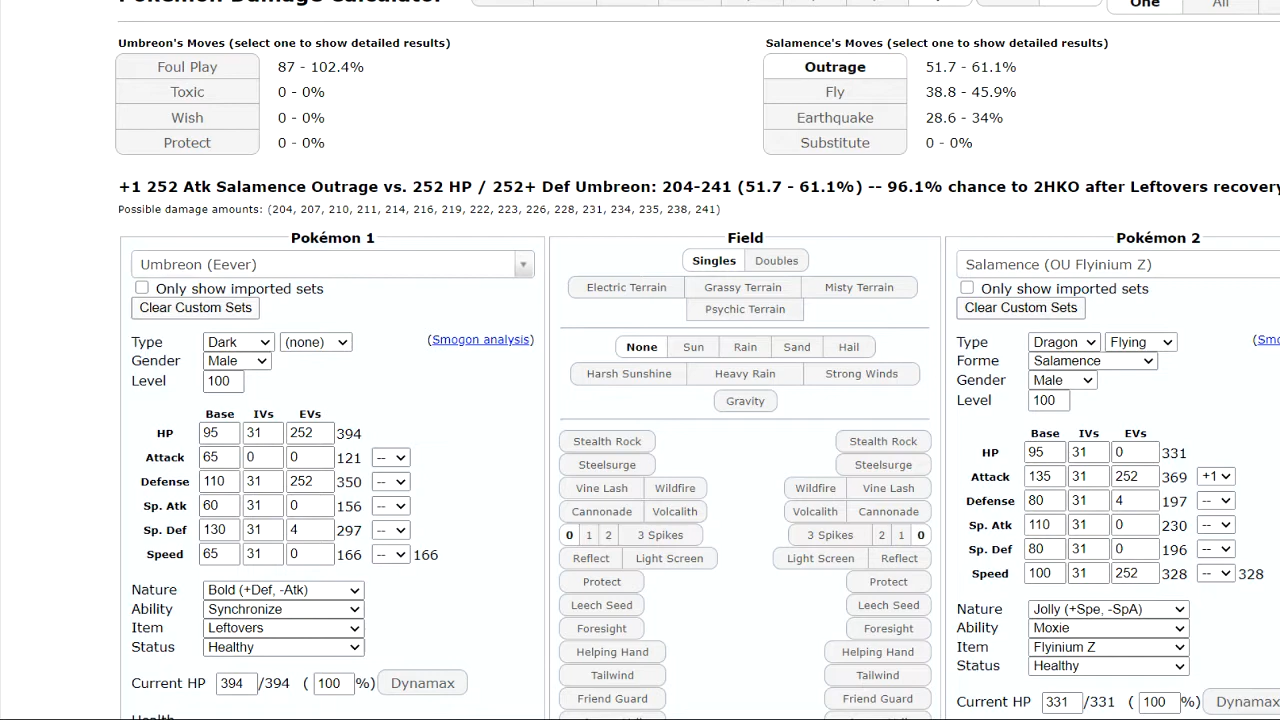 Pokémon Damage Calculator
One
All
Umbreon's Moves (select one to show detailed results)
Foul Play 87 - 102.4%
Toxic 0 - 0%
Wish 0 - 0%
Protect 0 - 0%
Salamence's Moves (select one to show detailed results)
Outrage 51.7 - 61.1%
Fly 38.8 - 45.9%
Earthquake 28.6 - 34%
Substitute 0 - 0%
+1 252 Atk Salamence Outrage vs. 252 HP / 252+ Def Umbreon: 204-241 (51.7 - 61.1%) -- 96.1% chance to 2HKO after Leftovers recovery
Possible damage amounts: (204, 207, 210, 211, 214, 216, 219, 222, 223, 226, 228, 231, 234, 235, 238, 241)
Pokémon 1
Umbreon (Eever)
Only show imported sets
Clear Custom Sets
Type Dark (none) (Smogon analysis)
Gender Male
Level 100
Base IVs EVs
HP 95 31 252 394
Attack 65 0 0 121 --
Defense 110 31 252 350 --
Sp. Atk 60 31 0 156 --
Sp. Def 130 31 4 297 --
Speed 65 31 0 166 -- 166
Nature Bold (+Def, -Atk)
Ability Synchronize
Item Leftovers
Status Healthy
Current HP 394 /394 ( 100 %) Dynamax
Field
Singles Doubles
Electric Terrain Grassy Terrain Misty Terrain
Psychic Terrain
None Sun Rain Sand Hail
Harsh Sunshine Heavy Rain Strong Winds
Gravity
Stealth Rock Stealth Rock
Steelsurge Steelsurge
Vine Lash Wildfire Wildfire Vine Lash
Cannonade Volcalith Volcalith Cannonade
0 1 2 3 Spikes 3 Spikes 2 1 0
Reflect Light Screen Light Screen Reflect
Protect Protect
Leech Seed Leech Seed
Foresight Foresight
Helping Hand Helping Hand
Tailwind Tailwind
Friend Guard Friend Guard
Pokémon 2
Salamence (OU Flyinium Z)
Only show imported sets
Clear Custom Sets
Type Dragon Flying (Smo
Forme Salamence
Gender Male
Level 100
Base IVs EVs
HP 95 31 0 331
Attack 135 31 252 369 +1
Defense 80 31 4 197 --
Sp. Atk 110 31 0 230 --
Sp. Def 80 31 0 196 --
Speed 100 31 252 328 -- 328
Nature Jolly (+Spe, -SpA)
Ability Moxie
Item Flyinium Z
Status Healthy
Current HP 331 /331 ( 100 %) Dynamax